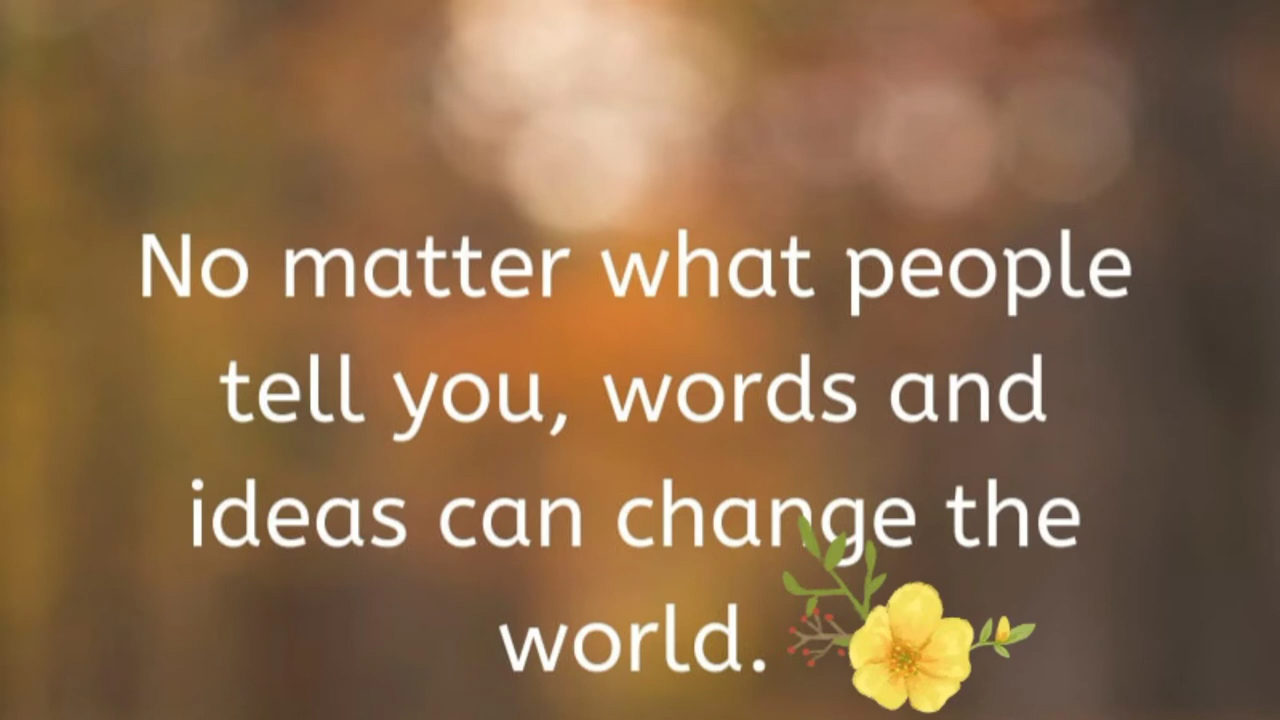 No matter what people
tell you, words and
ideas can change the
world.